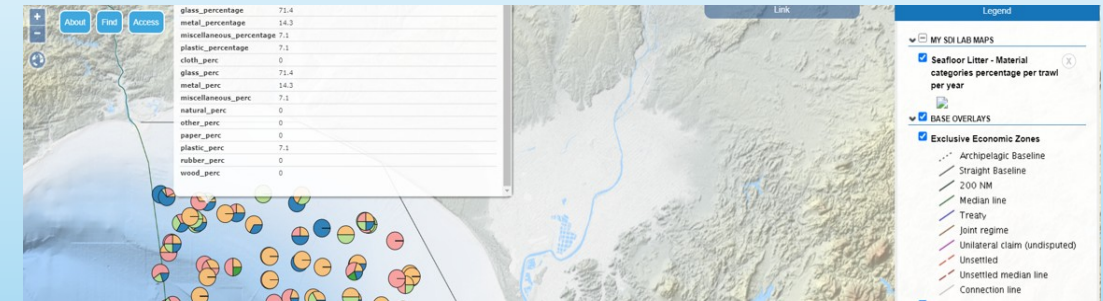 +
-
About
Find
Access
glass_percentage 71.4
metal_percentage 14.3
miscellaneous_percentage 7.1
plastic_percentage 7.1
cloth_perc 0
glass_perc 71.4
metal_perc 14.3
miscellaneous_perc 7.1
natural_perc 0
other_perc 0
paper_perc 0
plastic_perc 7.1
rubber_perc 0
wood_perc 0
Link
Legend
MY SDI LAB MAPS
Seafloor Litter - Material
categories percentage per trawl
per year
X
BASE OVERLAYS
Exclusive Economic Zones
Archipelagic Baseline
Straight Baseline
200 NM
Median line
Treaty
Joint regime
Unilateral claim (undisputed)
Unsettled
Unsettled median line
Connection line